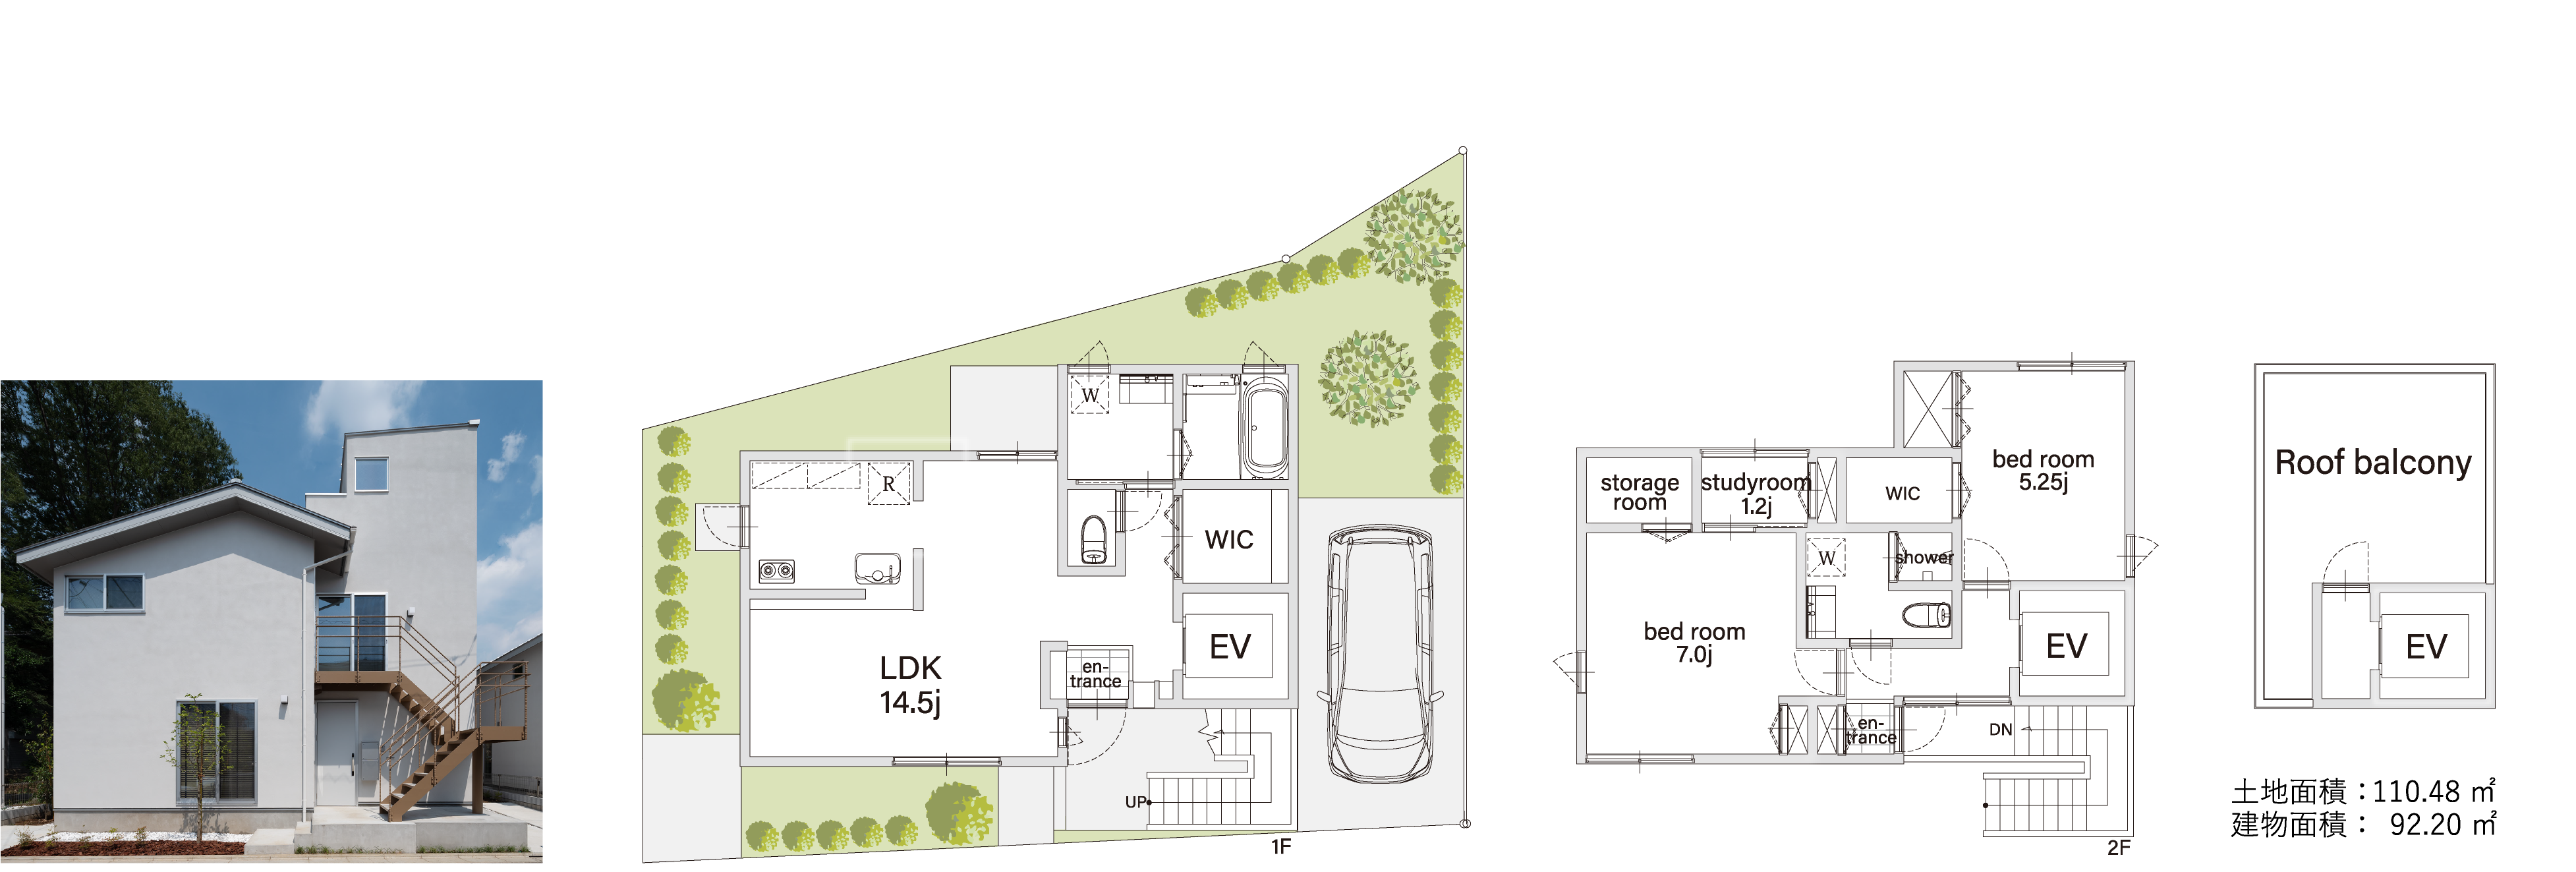 W
R
WIC
EV
en-
trance
LDK
14.5j
UP
1F
storage
room
studyroom
1.2j
WIC
bed room
5.25j
W
shower
bed room
7.0j
EV
en-
trance
DN
2F
Roof balcony
EV
土地面積：110.48 ㎡
建物面積： 92.20 ㎡